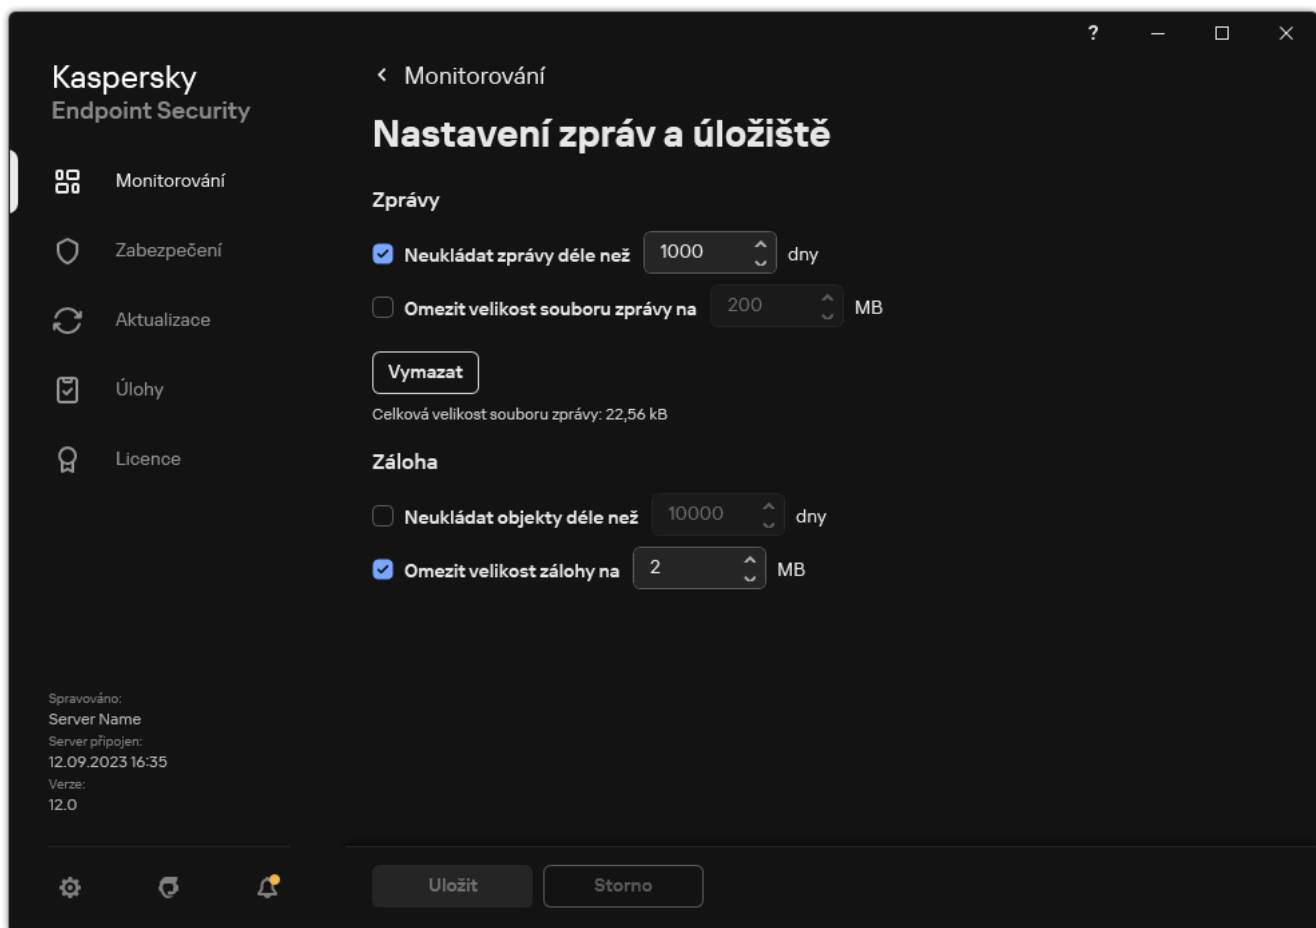 ?
Kaspersky
Endpoint Security
Monitorování
Zabezpečení
Aktualizace
Úlohy
Licence
Spravováno:
Server Name
Server připojen:
12.09.2023 16:35
Verze:
12.0
Monitorování
Nastavení zpráv a úložiště
Zprávy
Neukládat zprávy déle než 1000 dny
Omezit velikost souboru zprávy na 200 MB
Vymazat
Celková velikost souboru zprávy: 22,56 kB
Záloha
Neukládat objekty déle než 10000 dny
Omezit velikost zálohy na 2 MB
Uložit Storno